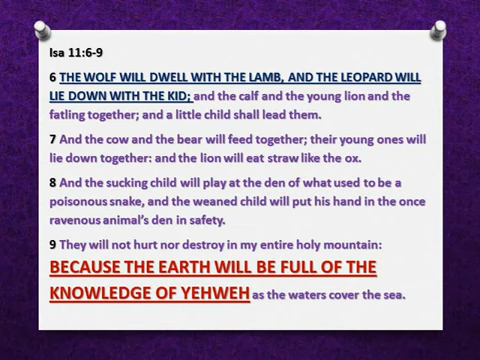 Isa 11:6-9
6 THE WOLF WILL DWELL WITH THE LAMB, AND THE LEOPARD WILL
LIE DOWN WITH THE KID; and the calf and the young lion and the
fatling together; and a little child shall lead them.
7 And the cow and the bear will feed together; their young ones will
lie down together: and the lion will eat straw like the ox.
8 And the sucking child will play at the den of what used to be a
poisonous snake, and the weaned child will put his hand in the once
ravenous animal's den in safety.
9 They will not hurt nor destroy in my entire holy mountain:
BECAUSE THE EARTH WILL BE FULL OF THE
KNOWLEDGE OF YEHWEH as the waters cover the sea.